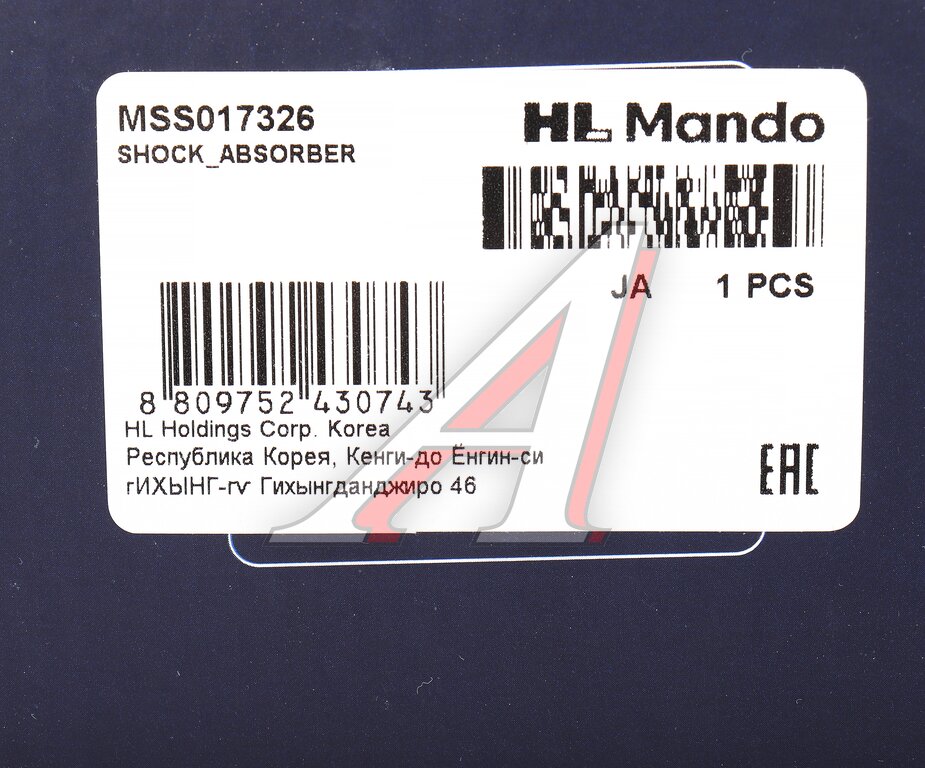 MSS017326
SHOCK_ABSORBER
HL Mando
JA 1 PCS
8 809752 430743
HL Holdings Corp. Korea
Республика Корея, Кенги-до Ёнгин-си
гИХЫНГ-гу Гихынгданджиро 46
EAC